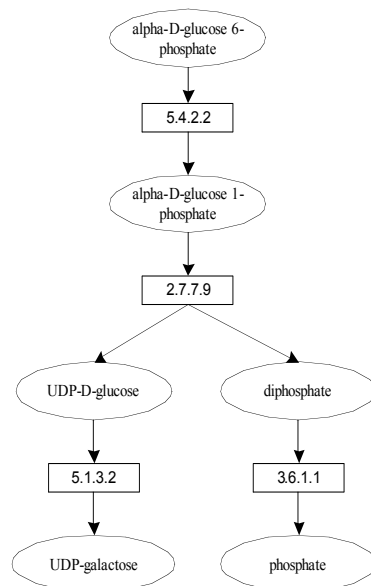 alpha-D-glucose 6-
phosphate
5.4.2.2
alpha-D-glucose 1-
phosphate
2.7.7.9
UDP-D-glucose
diphosphate
5.1.3.2
3.6.1.1
UDP-galactose
phosphate